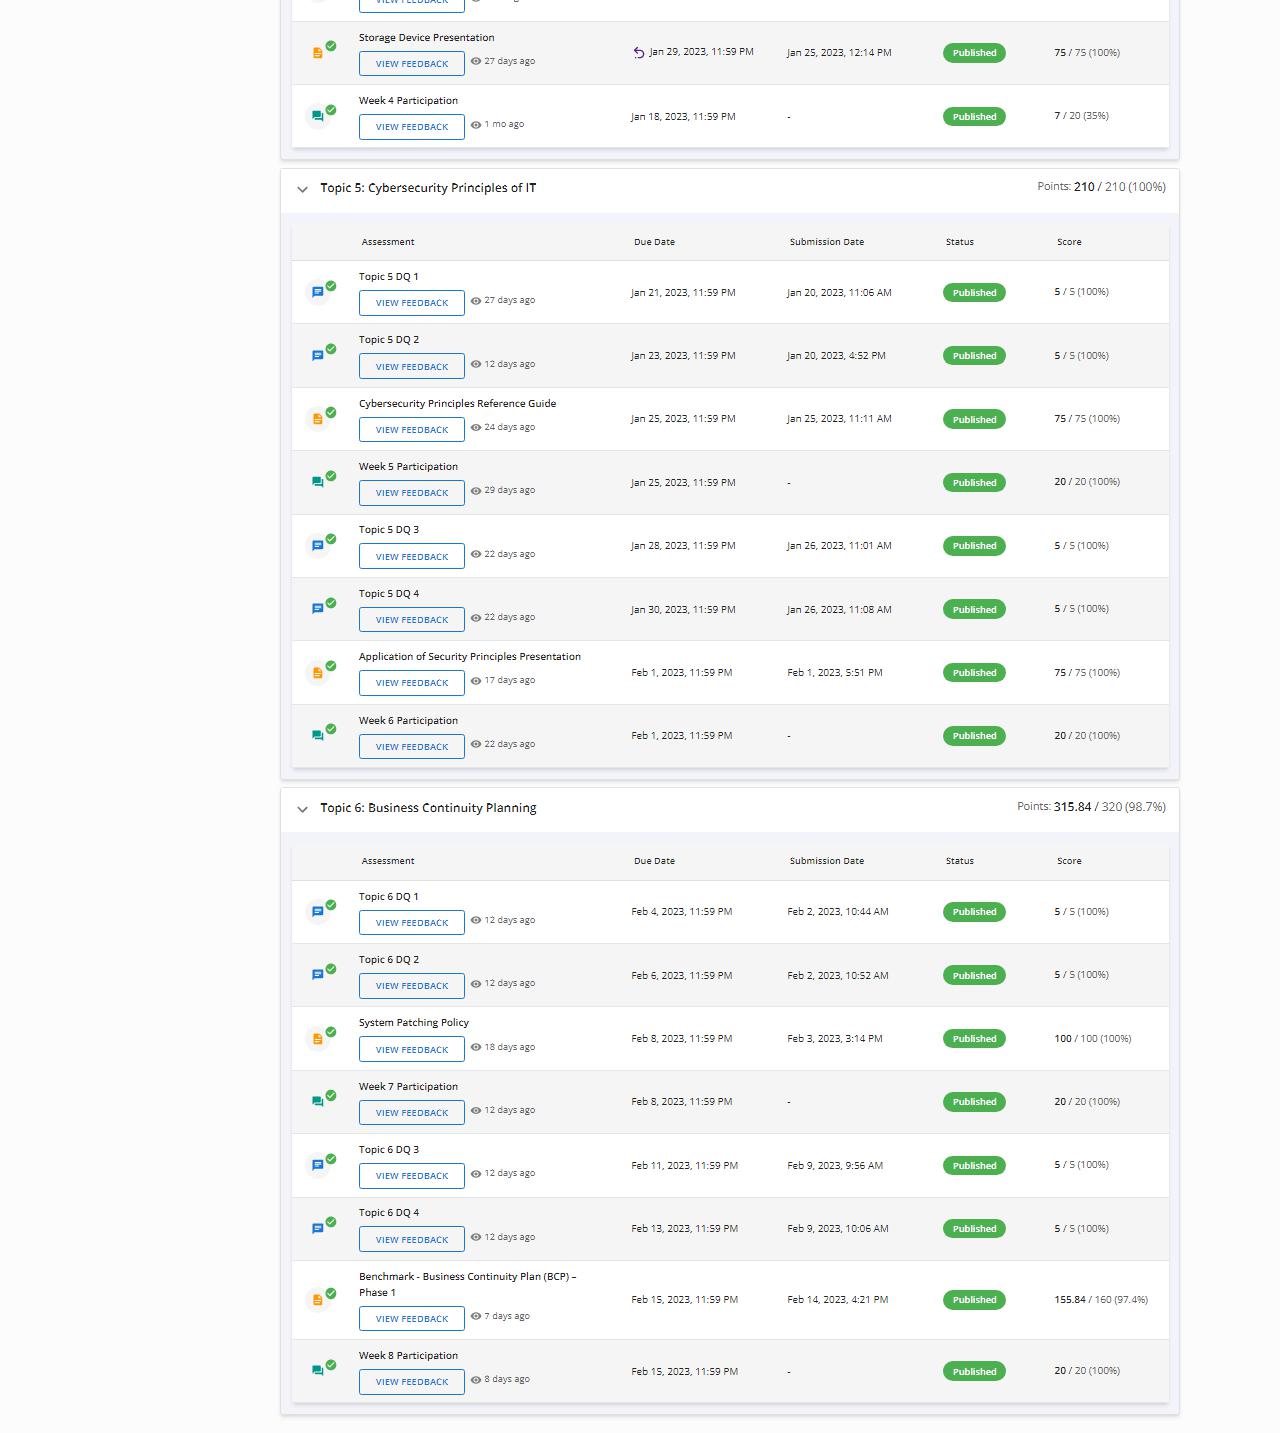 Storage Device Presentation
VIEW FEEDBACK 27 days ago
Jan 29, 2023, 11:59 PM Jan 25, 2023, 12:14 PM Published 75 / 75 (100%)
Week 4 Participation
VIEW FEEDBACK 1 mo ago
Jan 18, 2023, 11:59 PM - Published 7 / 20 (35%)
Topic 5: Cybersecurity Principles of IT Points: 210 / 210 (100%)
Assessment Due Date Submission Date Status Score
Topic 5 DQ 1
VIEW FEEDBACK 27 days ago
Jan 21, 2023, 11:59 PM Jan 20, 2023, 11:06 AM Published 5 / 5 (100%)
Topic 5 DQ 2
VIEW FEEDBACK 12 days ago
Jan 23, 2023, 11:59 PM Jan 20, 2023, 4:52 PM Published 5 / 5 (100%)
Cybersecurity Principles Reference Guide
VIEW FEEDBACK 24 days ago
Jan 25, 2023, 11:59 PM Jan 25, 2023, 11:11 AM Published 75 / 75 (100%)
Week 5 Participation
VIEW FEEDBACK 29 days ago
Jan 25, 2023, 11:59 PM - Published 20 / 20 (100%)
Topic 5 DQ 3
VIEW FEEDBACK 22 days ago
Jan 28, 2023, 11:59 PM Jan 26, 2023, 11:01 AM Published 5 / 5 (100%)
Topic 5 DQ 4
VIEW FEEDBACK 22 days ago
Jan 30, 2023, 11:59 PM Jan 26, 2023, 11:08 AM Published 5 / 5 (100%)
Application of Security Principles Presentation
VIEW FEEDBACK 17 days ago
Feb 1, 2023, 11:59 PM Feb 1, 2023, 5:51 PM Published 75 / 75 (100%)
Week 6 Participation
VIEW FEEDBACK 22 days ago
Feb 1, 2023, 11:59 PM - Published 20 / 20 (100%)
Topic 6: Business Continuity Planning Points: 315.84 / 320 (98.7%)
Assessment Due Date Submission Date Status Score
Topic 6 DQ 1
VIEW FEEDBACK 12 days ago
Feb 4, 2023, 11:59 PM Feb 2, 2023, 10:44 AM Published 5 / 5 (100%)
Topic 6 DQ 2
VIEW FEEDBACK 12 days ago
Feb 6, 2023, 11:59 PM Feb 2, 2023, 10:52 AM Published 5 / 5 (100%)
System Patching Policy
VIEW FEEDBACK 18 days ago
Feb 8, 2023, 11:59 PM Feb 3, 2023, 3:14 PM Published 100 / 100 (100%)
Week 7 Participation
VIEW FEEDBACK 12 days ago
Feb 8, 2023, 11:59 PM - Published 20 / 20 (100%)
Topic 6 DQ 3
VIEW FEEDBACK 12 days ago
Feb 11, 2023, 11:59 PM Feb 9, 2023, 9:56 AM Published 5 / 5 (100%)
Topic 6 DQ 4
VIEW FEEDBACK 12 days ago
Feb 13, 2023, 11:59 PM Feb 9, 2023, 10:06 AM Published 5 / 5 (100%)
Benchmark - Business Continuity Plan (BCP) –
Phase 1
VIEW FEEDBACK 7 days ago
Feb 15, 2023, 11:59 PM Feb 14, 2023, 4:21 PM Published 155.84 / 160 (97.4%)
Week 8 Participation
VIEW FEEDBACK 8 days ago
Feb 15, 2023, 11:59 PM - Published 20 / 20 (100%)